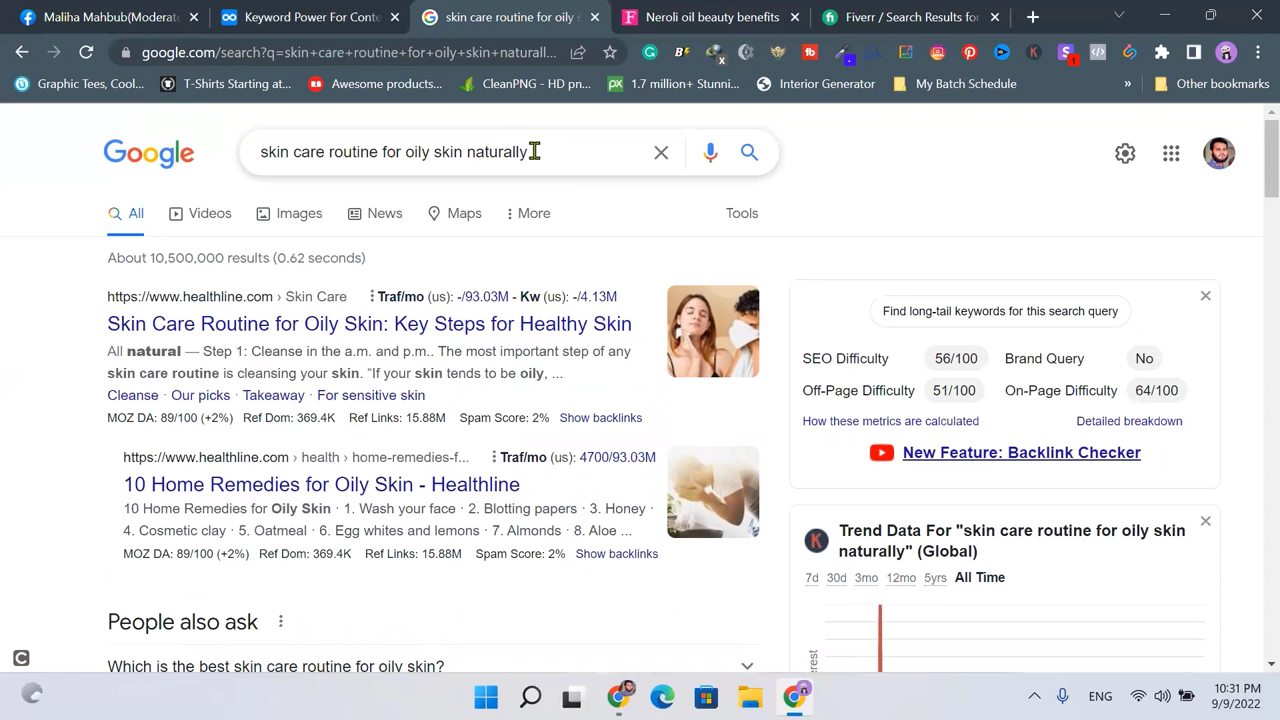 Maliha Mahbub(Moderato
Keyword Power For Conte
skin care routine for oily s
Neroli oil beauty benefits
Fiverr / Search Results for
google.com/search?q=skin+care+routine+for+oily+skin+naturall...
Graphic Tees, Cool...
T-Shirts Starting at...
Awesome products...
CleanPNG - HD pn...
1.7 million+ Stunni...
Interior Generator
My Batch Schedule
»
Other bookmarks
Google
skin care routine for oily skin naturally
All
Videos
Images
News
Maps
More
Tools
About 10,500,000 results (0.62 seconds)
https://www.healthline.com › Skin Care
Traf/mo (us): -/93.03M - Kw (us): -/4.13M
Skin Care Routine for Oily Skin: Key Steps for Healthy Skin
All natural — Step 1: Cleanse in the a.m. and p.m.. The most important step of any
skin care routine is cleansing your skin. "If your skin tends to be oily, ...
Cleanse · Our picks · Takeaway · For sensitive skin
MOZ DA: 89/100 (+2%) Ref Dom: 369.4K Ref Links: 15.88M Spam Score: 2% Show backlinks
https://www.healthline.com › health › home-remedies-f...
Traf/mo (us): 4700/93.03M
10 Home Remedies for Oily Skin - Healthline
10 Home Remedies for Oily Skin · 1. Wash your face · 2. Blotting papers · 3. Honey ·
4. Cosmetic clay · 5. Oatmeal · 6. Egg whites and lemons · 7. Almonds · 8. Aloe ...
MOZ DA: 89/100 (+2%) Ref Dom: 369.4K Ref Links: 15.88M Spam Score: 2% Show backlinks
People also ask
Which is the best skin care routine for oily skin?
Find long-tail keywords for this search query
SEO Difficulty 56/100 Brand Query No
Off-Page Difficulty 51/100 On-Page Difficulty 64/100
How these metrics are calculated
Detailed breakdown
New Feature: Backlink Checker
K
Trend Data For "skin care routine for oily skin
naturally" (Global)
7d 30d 3mo 12mo 5yrs All Time
erest
ENG
10:31 PM
9/9/2022